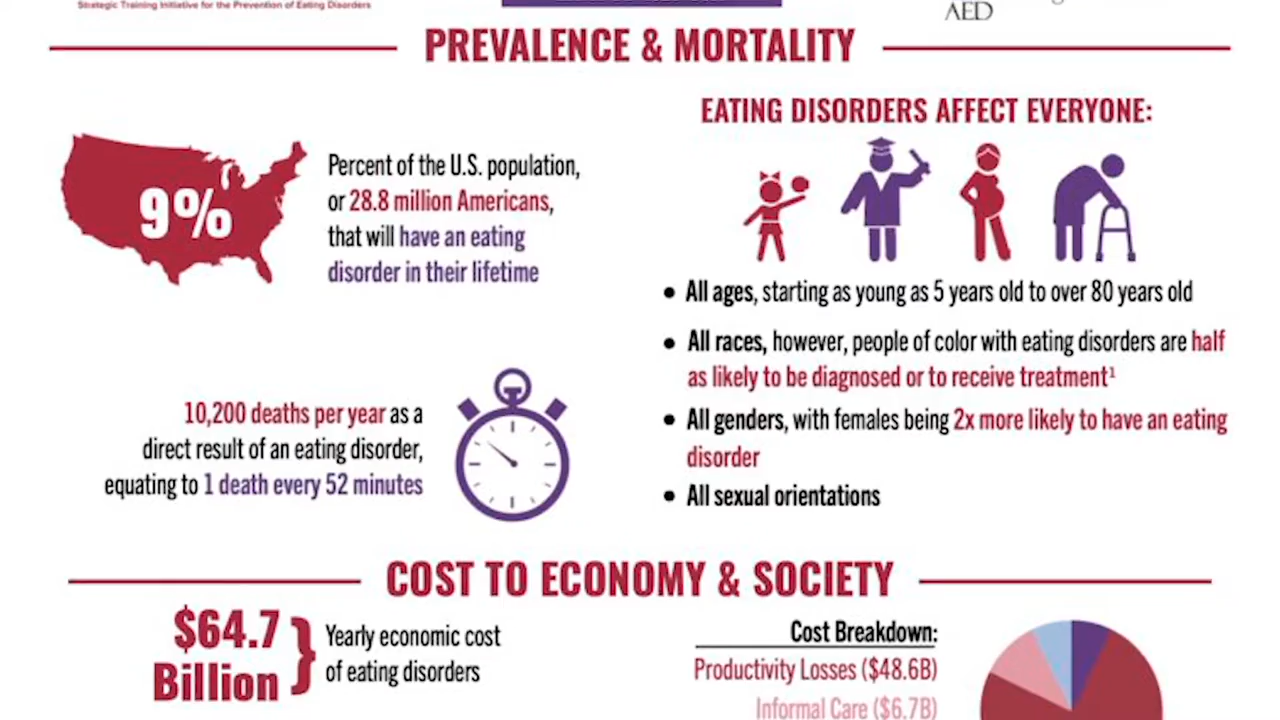 Strategic Training Initiative for the Prevention of Eating Disorders
AED
PREVALENCE & MORTALITY
9%
Percent of the U.S. population,
or 28.8 million Americans,
that will have an eating
disorder in their lifetime
10,200 deaths per year as a
direct result of an eating disorder,
equating to 1 death every 52 minutes
EATING DISORDERS AFFECT EVERYONE:
• All ages, starting as young as 5 years old to over 80 years old
• All races, however, people of color with eating disorders are half
as likely to be diagnosed or to receive treatment¹
• All genders, with females being 2x more likely to have an eating
disorder
• All sexual orientations
COST TO ECONOMY & SOCIETY
$64.7
Billion
Yearly economic cost
of eating disorders
Cost Breakdown:
Productivity Losses ($48.6B)
Informal Care ($6.7B)